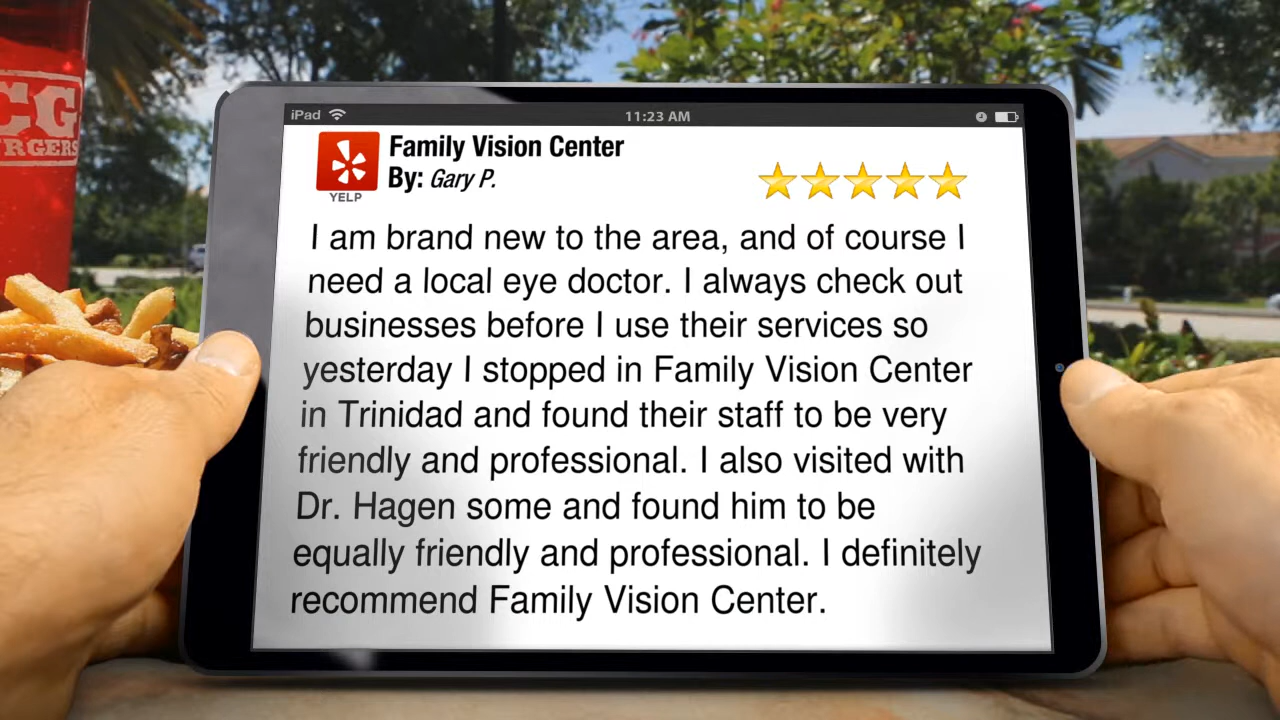 CG
RGERS
iPad
11:23 AM
YELP
Family Vision Center
By: Gary P.
I am brand new to the area, and of course I
need a local eye doctor. I always check out
businesses before I use their services so
yesterday I stopped in Family Vision Center
in Trinidad and found their staff to be very
friendly and professional. I also visited with
Dr. Hagen some and found him to be
equally friendly and professional. I definitely
recommend Family Vision Center.